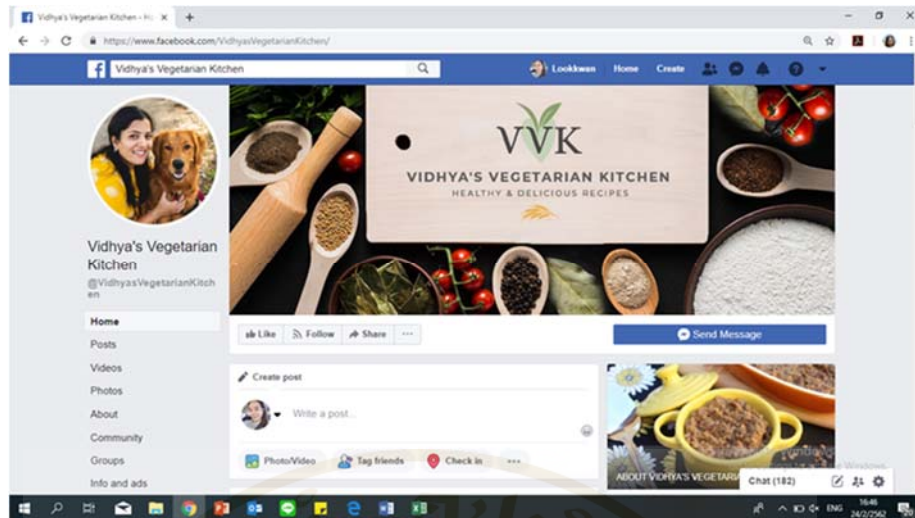 Vidhya's Vegetarian Kitchen - H
https://www.facebook.com/VidhyasVegetarianKitchen/
Vidhya's Vegetarian Kitchen
Lookkwan
Home
Create
VVK
VIDHYA'S VEGETARIAN KITCHEN
HEALTHY & DELICIOUS RECIPES
Vidhya's Vegetarian
Kitchen
@VidhyasVegetarianKitch
en
Home
Posts
Videos
Photos
About
Community
Groups
Info and ads
Like
Follow
Share
Send Message
Create post
Write a post...
Photo/Video
Tag friends
Check in
ABOUT VIDHYA'S VEGETARIA
Chat (182)
ENG
16:46
24/2/2562